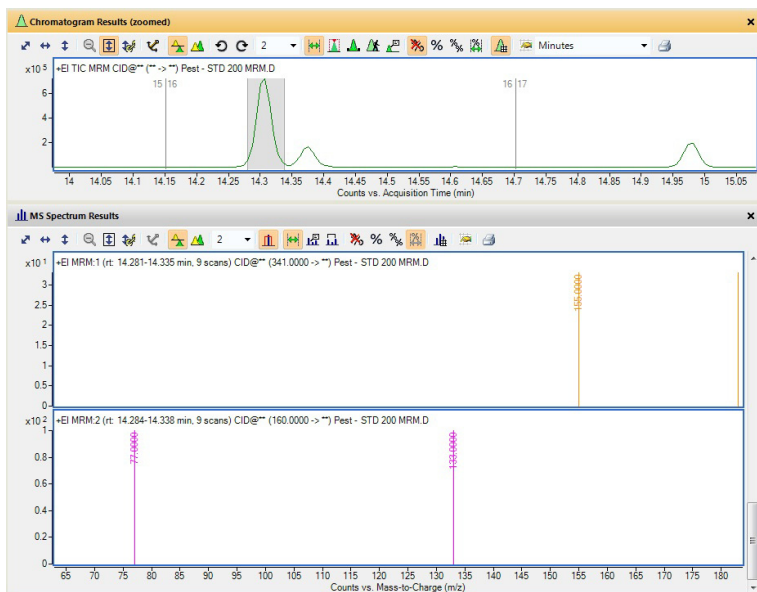 Chromatogram Results (zoomed)
2 Minutes
x10 5 +EI TIC MRM CID@** (** -> **) Pest - STD 200 MRM.D
15 16 16 17
6
4
2
14 14.05 14.1 14.15 14.2 14.25 14.3 14.35 14.4 14.45 14.5 14.55 14.6 14.65 14.7 14.75 14.8 14.85 14.9 14.95 15 15.05
Counts vs. Acquisition Time (min)
MS Spectrum Results
2
x10 1 +EI MRM:1 (rt: 14.281-14.335 min, 9 scans) CID@** (341.0000 -> **) Pest - STD 200 MRM.D
155.0000
3
2.5
2
1.5
1
0.5
0
x10 2 +EI MRM:2 (rt: 14.284-14.338 min, 9 scans) CID@** (160.0000 -> **) Pest - STD 200 MRM.D
77.0000 133.0000
1
0.8
0.6
0.4
0.2
0
65 70 75 80 85 90 95 100 105 110 115 120 125 130 135 140 145 150 155 160 165 170 175 180
Counts vs. Mass-to-Charge (m/z)